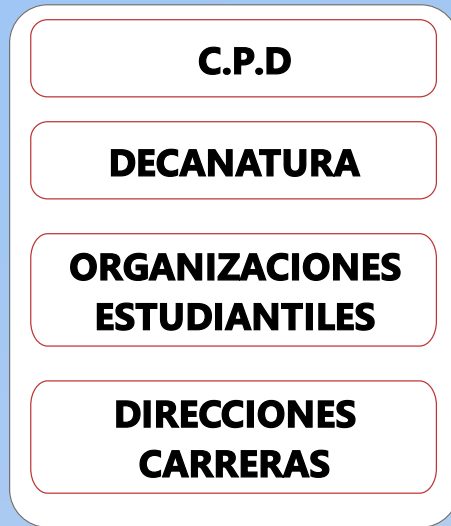 C.P.D
DECANATURA
ORGANIZACIONES
ESTUDIANTILES
DIRECCIONES
CARRERAS